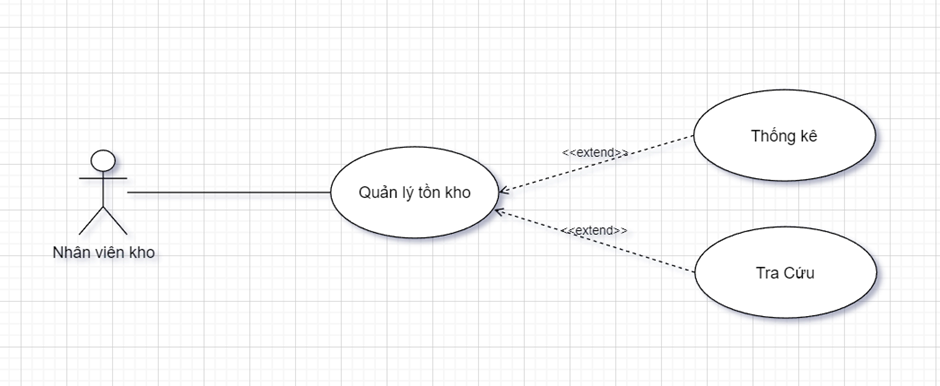 Thống kê
<<extend>>
Quản lý tồn kho
<<extend>>
Nhân viên kho
Tra Cứu